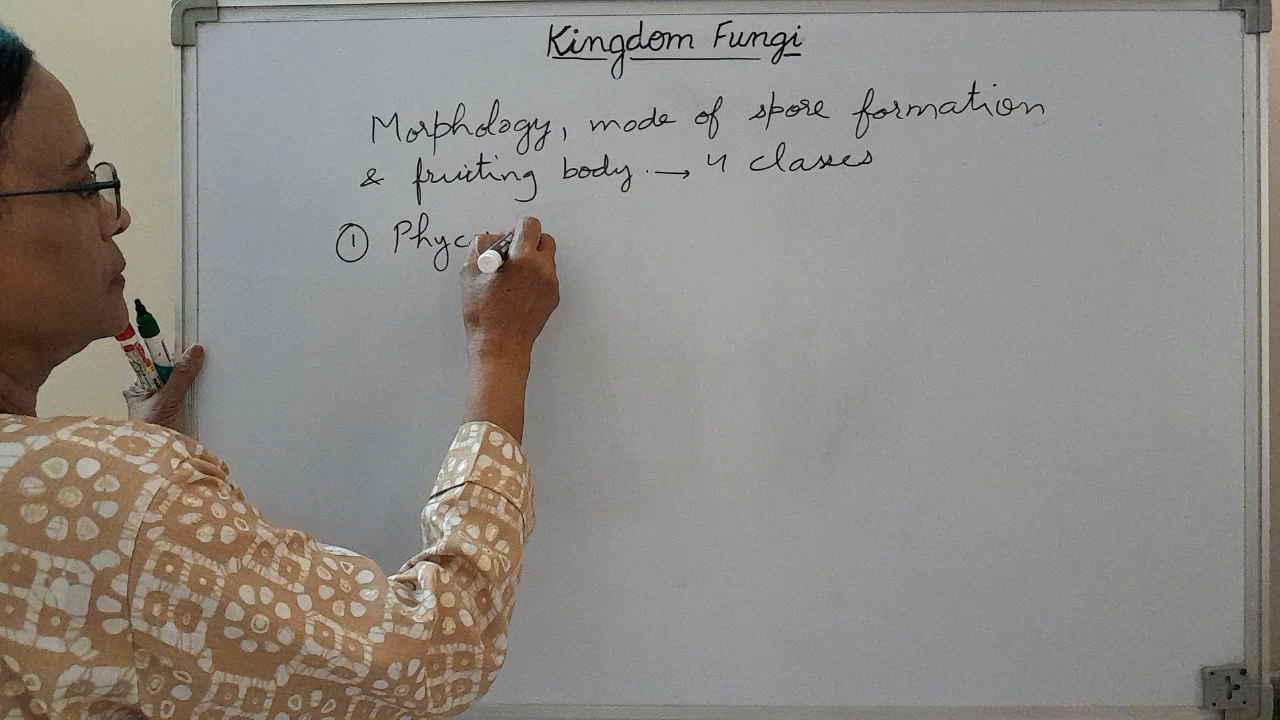 Kingdom Fungi
Morphology, mode of spore formation
& fruiting body. → 4 classes
① Phyc